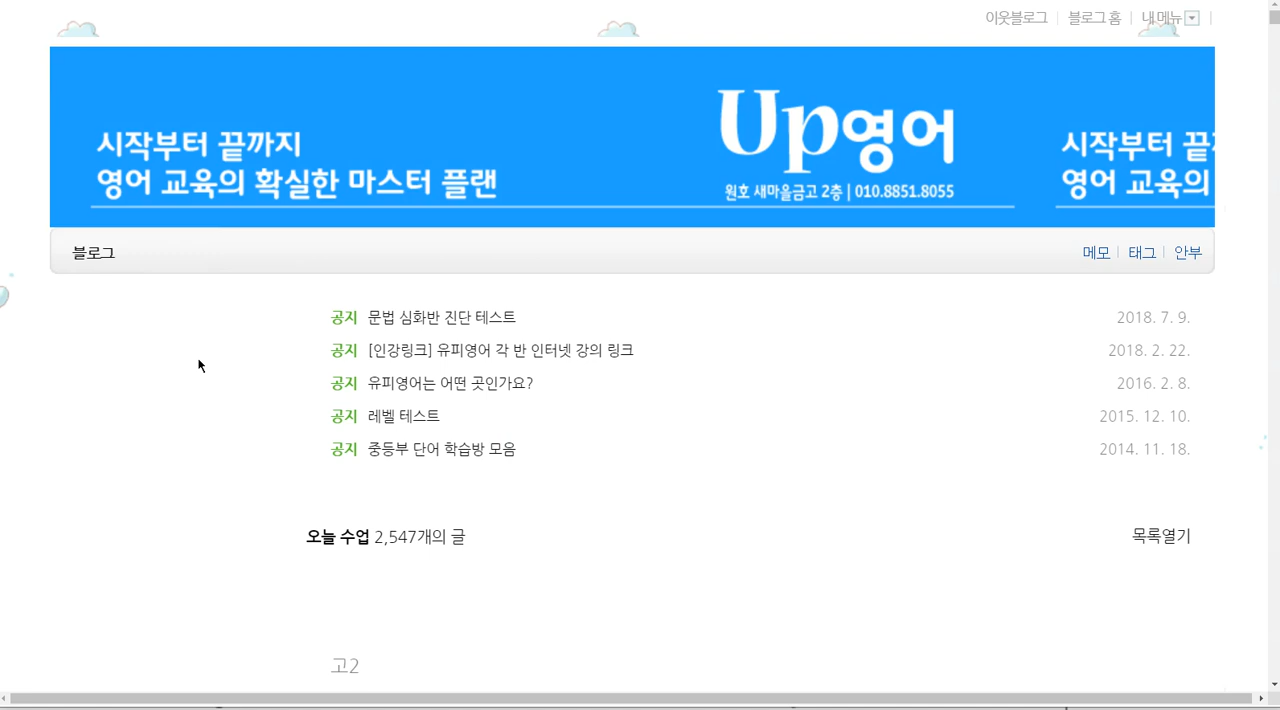 이웃블로그 블로그 홈 내 메뉴
Up영어
시작부터 끝까지
영어 교육의 확실한 마스터 플랜
원호 새마을금고 2층 | 010.8851.8055
시작부터 끝
영어 교육의
블로그 메모 태그 안부
공지 문법 심화반 진단 테스트 2018. 7. 9.
공지 [인강링크] 유피영어 각 반 인터넷 강의 링크 2018. 2. 22.
공지 유피영어는 어떤 곳인가요? 2016. 2. 8.
공지 레벨 테스트 2015. 12. 10.
공지 중등부 단어 학습방 모음 2014. 11. 18.
오늘 수업 2,547개의 글 목록열기
고2